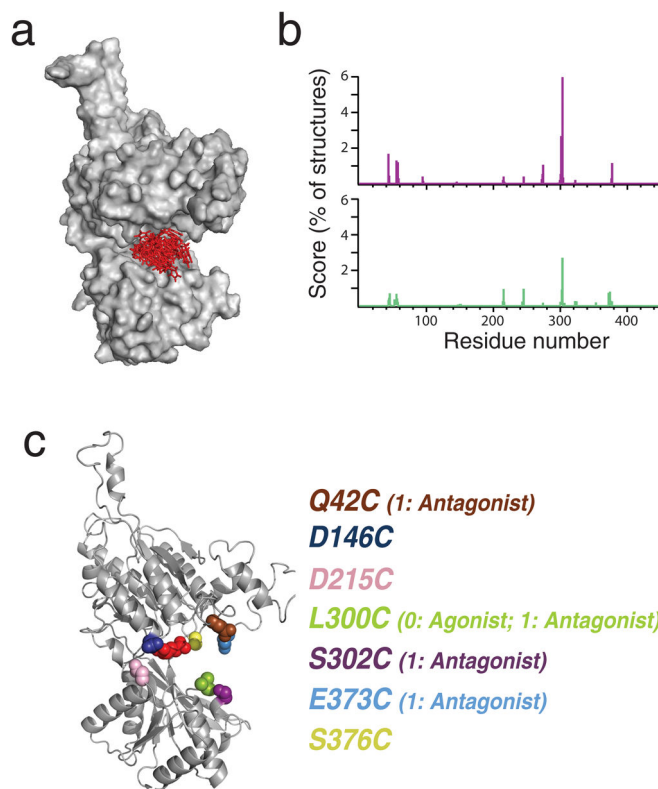 a
b
Score (% of structures)
6
4
2
6
4
2
100
200
300
400
Residue number
c
Q42C (1: Antagonist)
D146C
D215C
L300C (0: Agonist; 1: Antagonist)
S302C (1: Antagonist)
E373C (1: Antagonist)
S376C